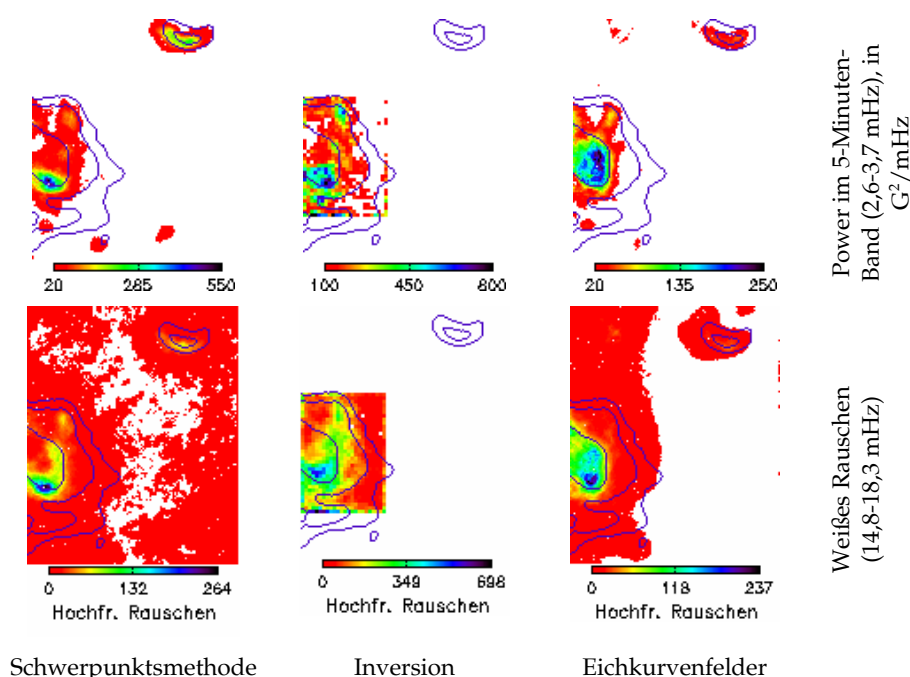 20 285 550
100 450 800
20 135 250
Power im 5-Minuten-
Band (2,6-3,7 mHz), in
G²/mHz
0 132 264
Hochfr. Rauschen
0 349 698
Hochfr. Rauschen
0 118 237
Hochfr. Rauschen
Weißes Rauschen
(14,8-18,3 mHz)
Schwerpunktsmethode
Inversion
Eichkurvenfelder